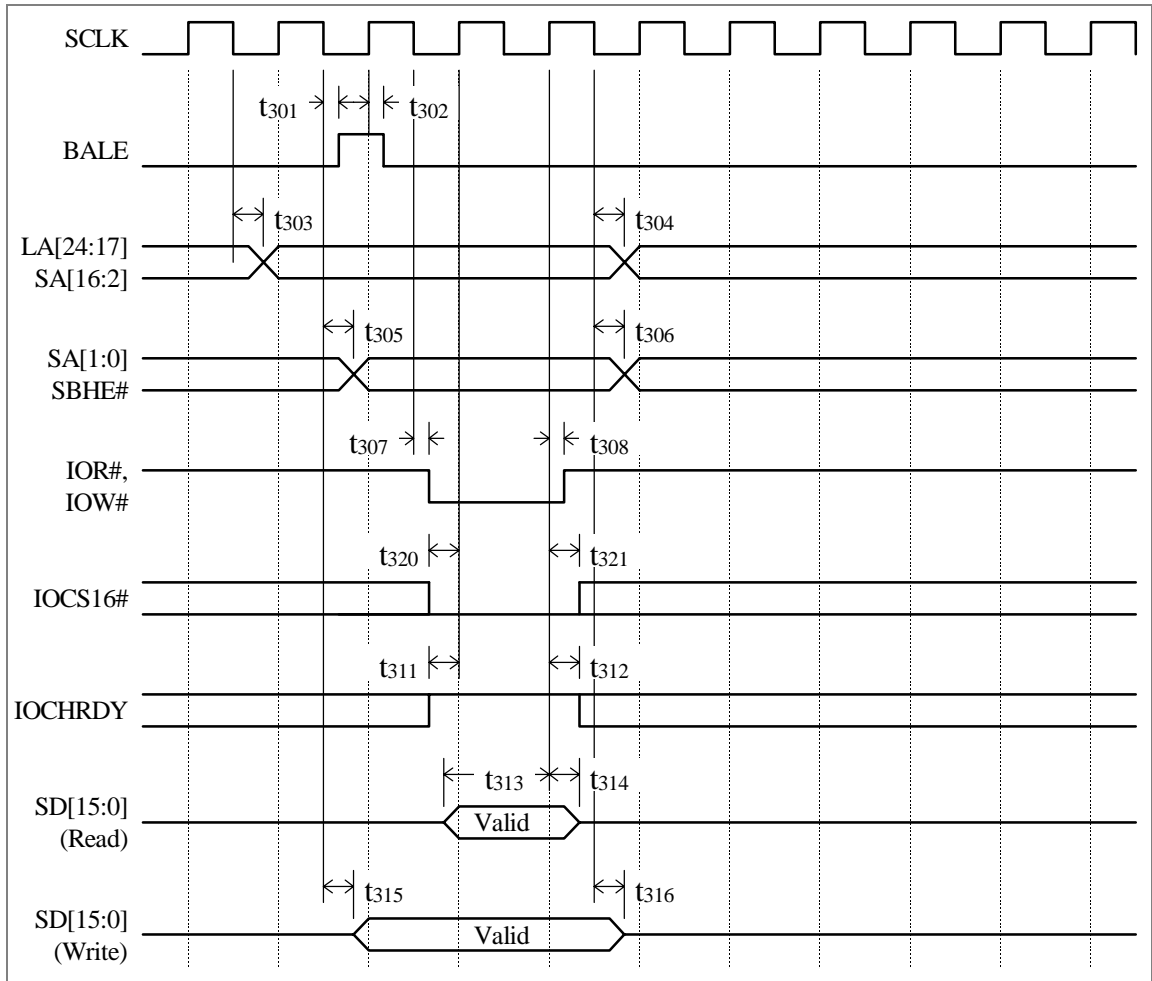 SCLK
t301
t302
BALE
t303
t304
LA[24:17]
SA[16:2]
t305
t306
SA[1:0]
SBHE#
t307
t308
IOR#,
IOW#
t320
t321
IOCS16#
t311
t312
IOCHRDY
t313
t314
SD[15:0]
(Read)
Valid
t315
t316
SD[15:0]
(Write)
Valid